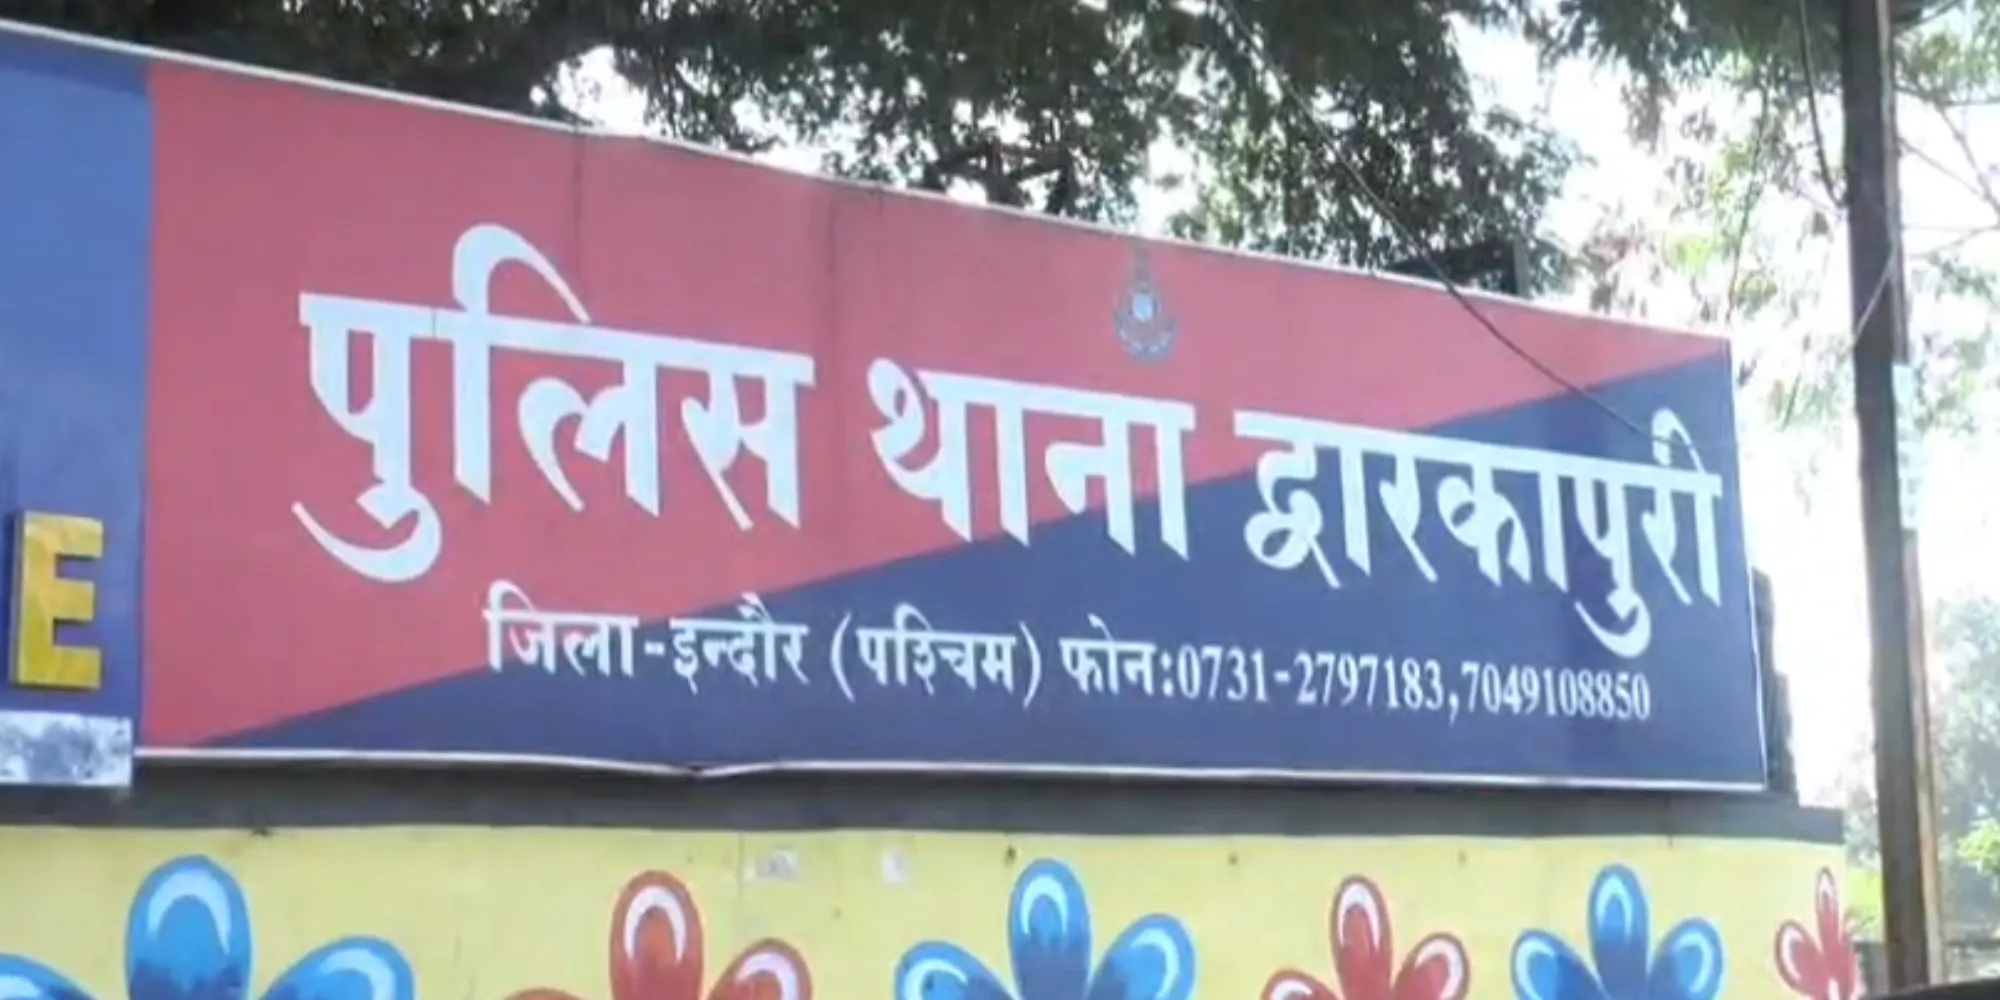 E
पुलिस थाना द्वारकापुरी
जिला-इन्दौर (पश्चिम) फोन:0731-2797183,7049108850